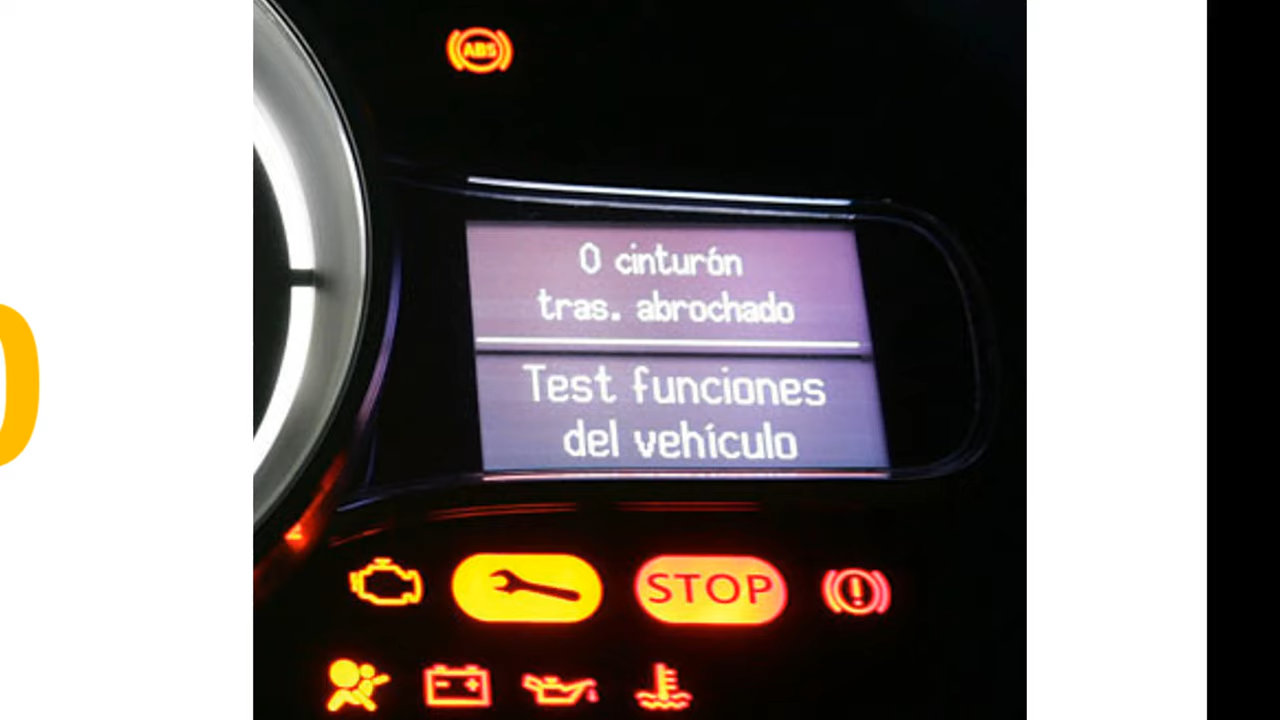 ABS
0 cinturón
tras. abrochado
Test funciones
del vehículo
STOP